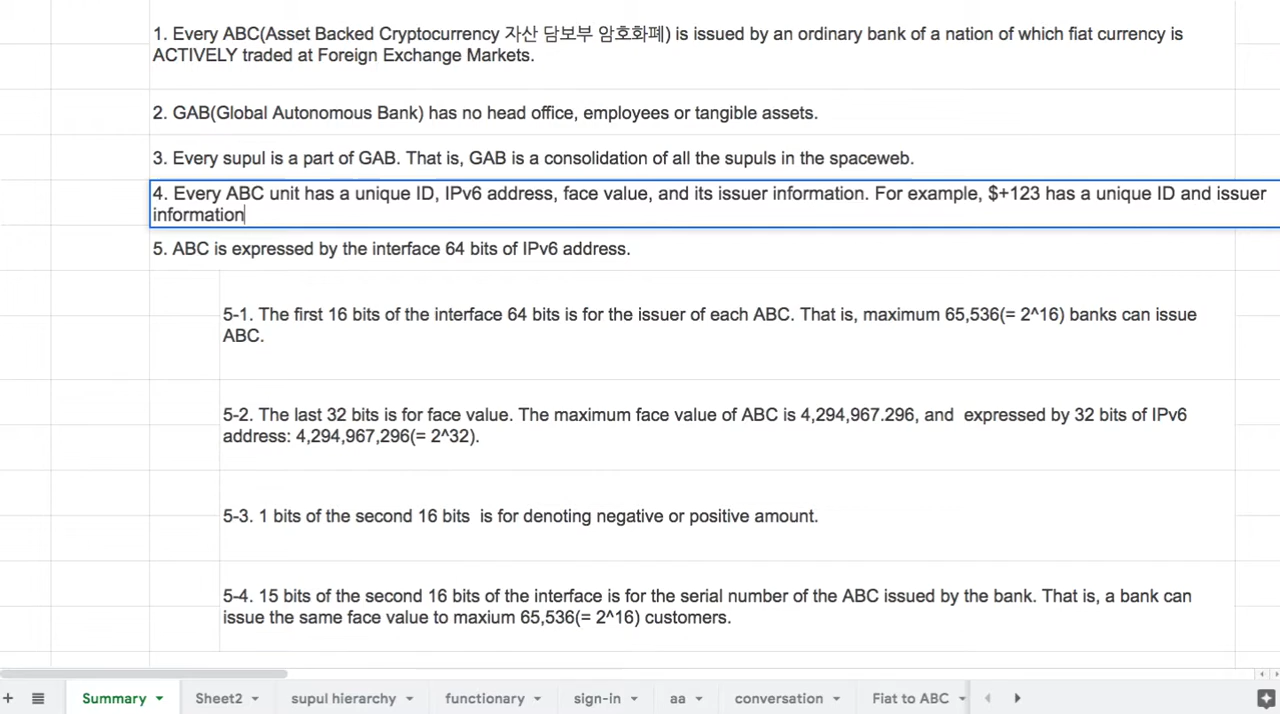 1. Every ABC(Asset Backed Cryptocurrency 자산 담보부 암호화폐) is issued by an ordinary bank of a nation of which fiat currency is
ACTIVELY traded at Foreign Exchange Markets.
2. GAB(Global Autonomous Bank) has no head office, employees or tangible assets.
3. Every supul is a part of GAB. That is, GAB is a consolidation of all the supuls in the spaceweb.
4. Every ABC unit has a unique ID, IPv6 address, face value, and its issuer information. For example, $+123 has a unique ID and issuer
information
5. ABC is expressed by the interface 64 bits of IPv6 address.
5-1. The first 16 bits of the interface 64 bits is for the issuer of each ABC. That is, maximum 65,536(= 2^16) banks can issue
ABC.
5-2. The last 32 bits is for face value. The maximum face value of ABC is 4,294,967.296, and  expressed by 32 bits of IPv6
address: 4,294,967,296(= 2^32).
5-3. 1 bits of the second 16 bits  is for denoting negative or positive amount.
5-4. 15 bits of the second 16 bits of the interface is for the serial number of the ABC issued by the bank. That is, a bank can
issue the same face value to maxium 65,536(= 2^16) customers.
Summary Sheet2 supul hierarchy functionary sign-in aa conversation Fiat to ABC